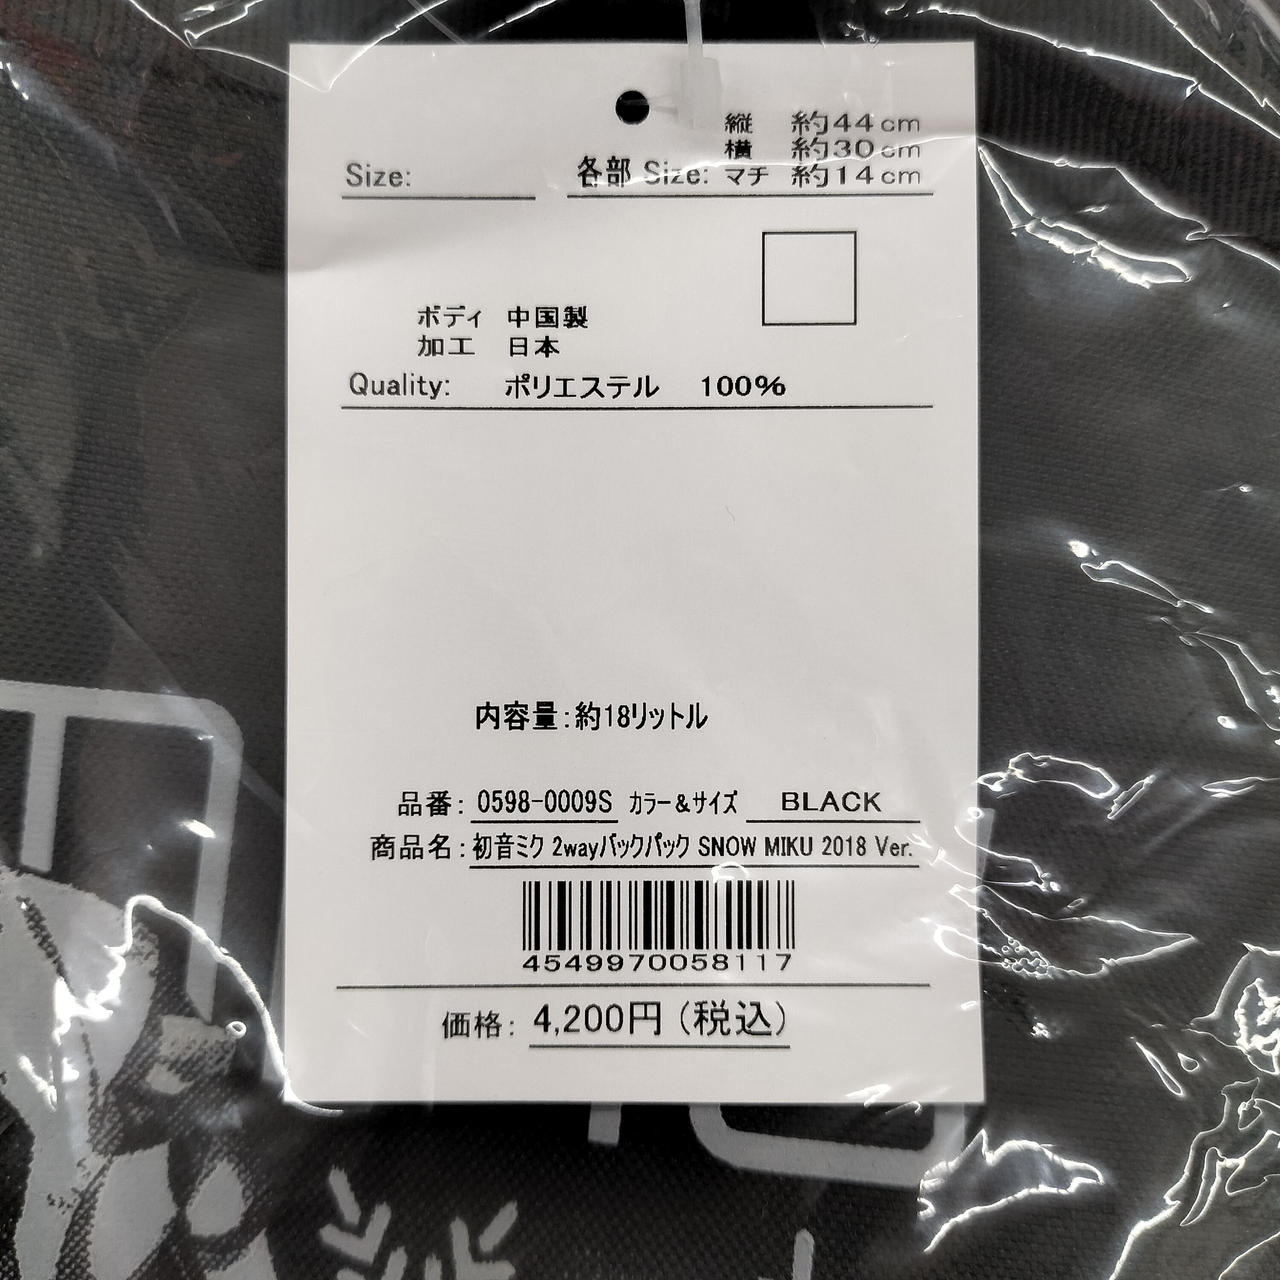 縦 約44cm
横 約30cm
Size: 各部 Size: マチ 約14cm
ボディ 中国製
加工 日本
Quality: ポリエステル 100%
内容量:約18リットル
品番: 0598-0009S カラー&サイズ BLACK
商品名: 初音ミク 2wayバックパック SNOW MIKU 2018 Ver.
4549970058117
価格: 4,200円 (税込)